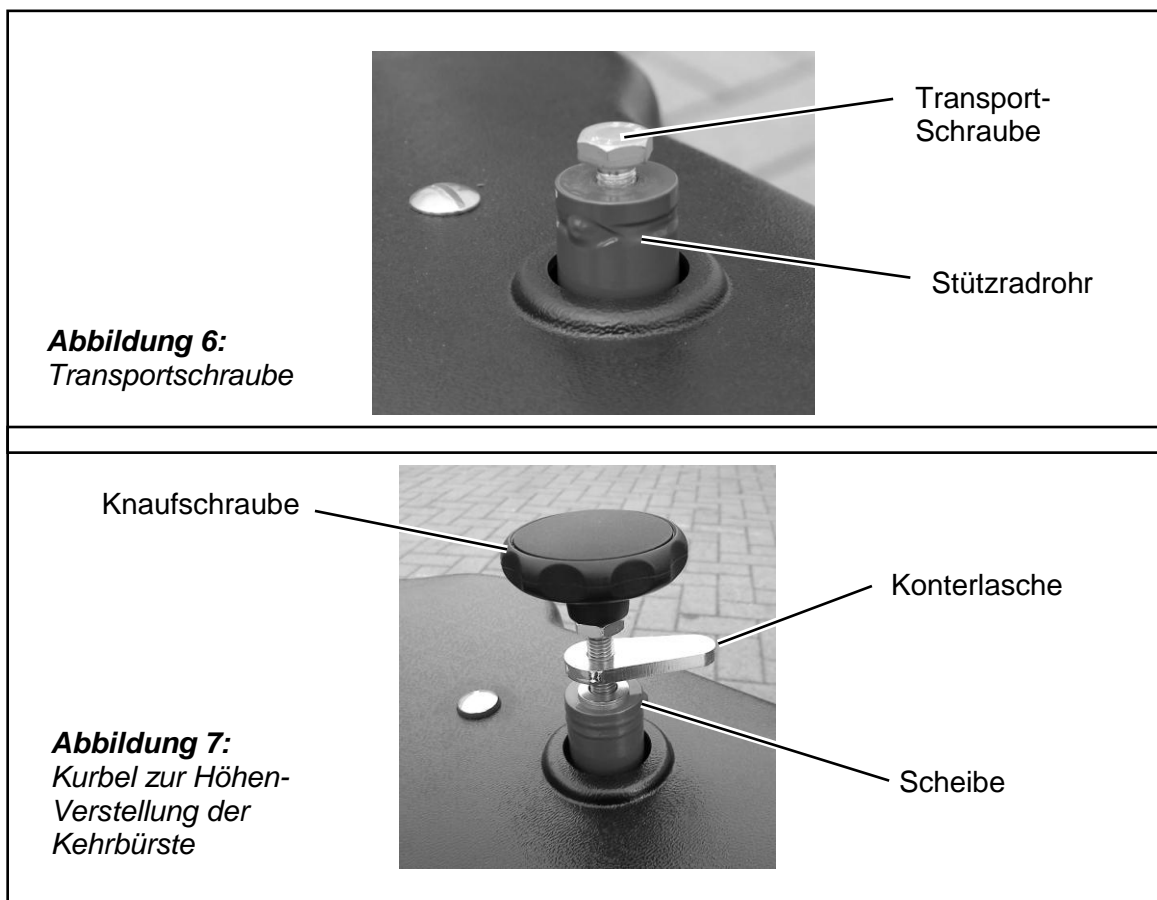 Transport-
Schraube
Stützradrohr
Abbildung 6:
Transportschraube
Knaufschraube
Konterlasche
Scheibe
Abbildung 7:
Kurbel zur Höhen-
Verstellung der
Kehrbürste